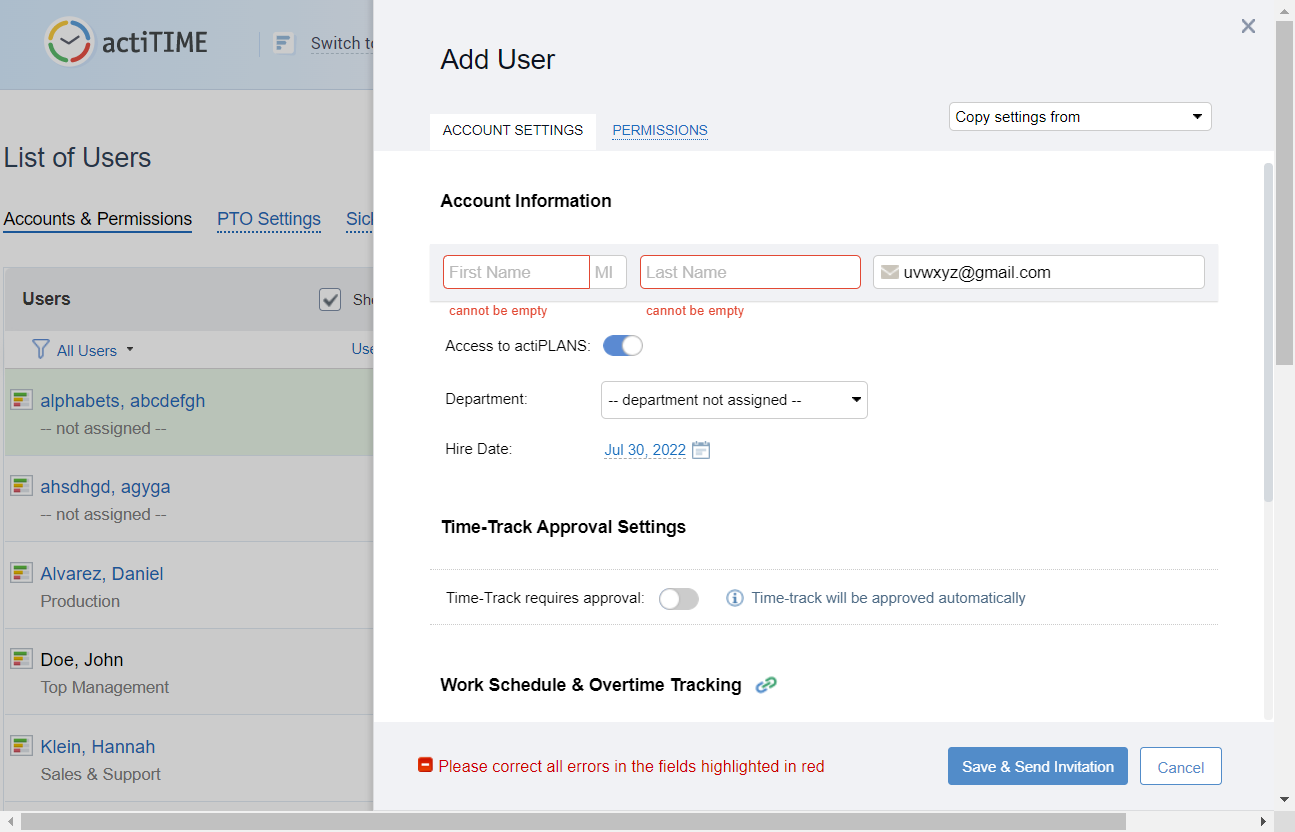 actiTIME
Switch to
List of Users
Accounts & Permissions
PTO Settings
Users
All Users
alphabets, abcdefgh
-- not assigned --
ahsdhgd, agyga
-- not assigned --
Alvarez, Daniel
Production
Doe, John
Top Management
Klein, Hannah
Sales & Support
Add User
ACCOUNT SETTINGS
PERMISSIONS
Copy settings from
Account Information
First Name
MI
Last Name
uvwxyz@gmail.com
cannot be empty
cannot be empty
Access to actiPLANS:
Department:
-- department not assigned --
Hire Date:
Jul 30, 2022
Time-Track Approval Settings
Time-Track requires approval:
Time-track will be approved automatically
Work Schedule & Overtime Tracking
Please correct all errors in the fields highlighted in red
Save & Send Invitation
Cancel